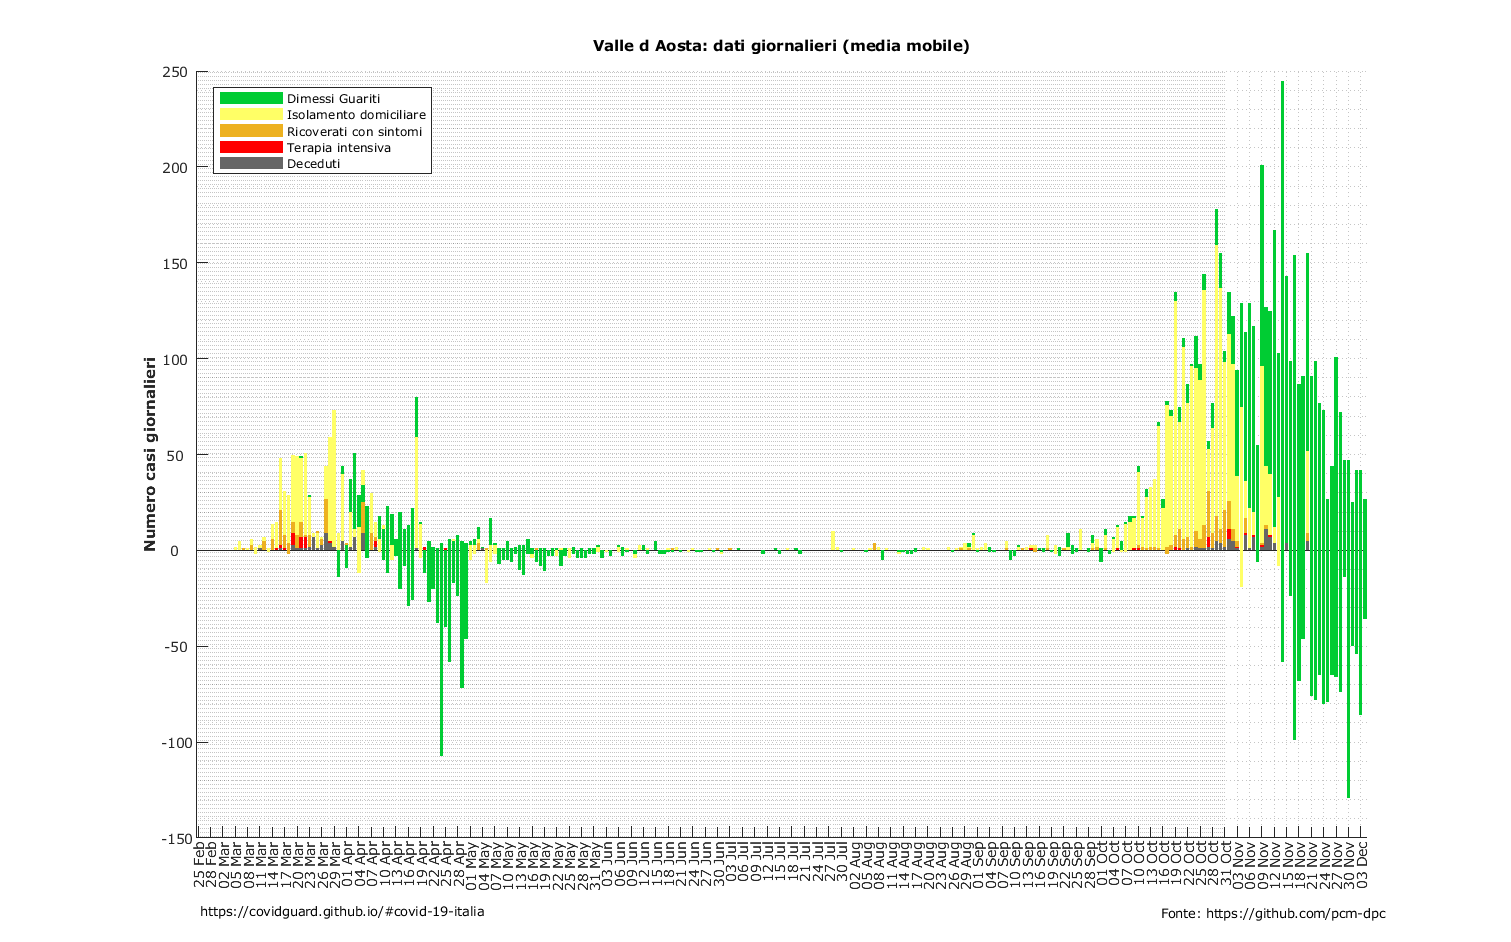 Valle d Aosta: dati giornalieri (media mobile)
250
200
150
100
50
0
-50
-100
-150
Numero casi giornalieri
Dimessi Guariti
Isolamento domiciliare
Ricoverati con sintomi
Terapia intensiva
Deceduti
25 Feb
28 Feb
02 Mar
05 Mar
08 Mar
11 Mar
14 Mar
17 Mar
20 Mar
23 Mar
26 Mar
29 Mar
01 Apr
04 Apr
07 Apr
10 Apr
13 Apr
16 Apr
19 Apr
22 Apr
25 Apr
28 Apr
01 May
04 May
07 May
10 May
13 May
16 May
19 May
22 May
25 May
28 May
31 May
03 Jun
06 Jun
09 Jun
12 Jun
15 Jun
18 Jun
21 Jun
24 Jun
27 Jun
30 Jun
03 Jul
06 Jul
09 Jul
12 Jul
15 Jul
18 Jul
21 Jul
24 Jul
27 Jul
30 Jul
02 Aug
05 Aug
08 Aug
11 Aug
14 Aug
17 Aug
20 Aug
23 Aug
26 Aug
29 Aug
01 Sep
04 Sep
07 Sep
10 Sep
13 Sep
16 Sep
19 Sep
22 Sep
25 Sep
28 Sep
01 Oct
04 Oct
07 Oct
10 Oct
13 Oct
16 Oct
19 Oct
22 Oct
25 Oct
28 Oct
31 Oct
03 Nov
06 Nov
09 Nov
12 Nov
15 Nov
18 Nov
21 Nov
24 Nov
27 Nov
30 Nov
03 Dec
https://covidguard.github.io/#covid-19-italia
Fonte: https://github.com/pcm-dpc